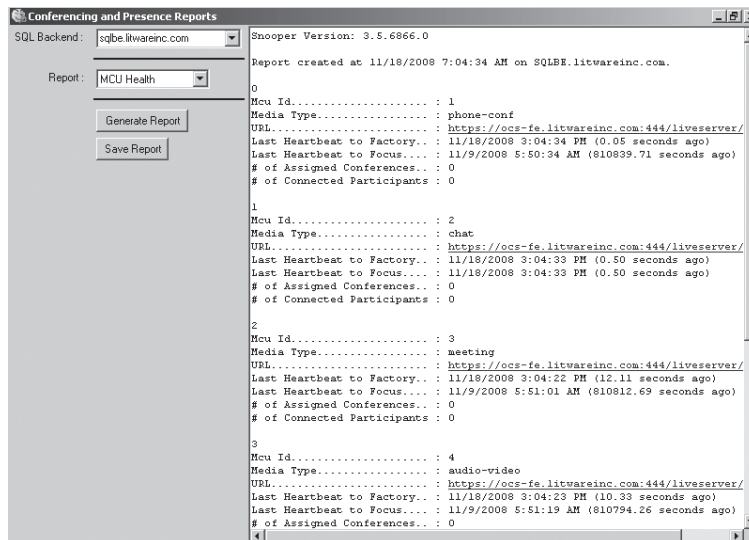 Conferencing and Presence Reports
SQL Backend: sqlbe.litwareinc.com
Report: MCU Health
Generate Report
Save Report
Snooper Version: 3.5.6866.0
Report created at 11/18/2008 7:04:34 AM on SQLBE.litwareinc.com.
0
Mcu Id.................... : 1
Media Type................ : phone-conf
URL....................... : https://ocs-fe.litwareinc.com:444/liveserver/
Last Heartbeat to Factory.. : 11/18/2008 3:04:34 PM (0.05 seconds ago)
Last Heartbeat to Focus.... : 11/9/2008 5:50:34 AM (810839.71 seconds ago)
# of Assigned Conferences.. : 0
# of Connected Participants : 0
1
Mcu Id.................... : 2
Media Type................ : chat
URL....................... : https://ocs-fe.litwareinc.com:444/liveserver/
Last Heartbeat to Factory.. : 11/18/2008 3:04:33 PM (0.50 seconds ago)
Last Heartbeat to Focus.... : 11/18/2008 3:04:33 PM (0.50 seconds ago)
# of Assigned Conferences.. : 0
# of Connected Participants : 0
2
Mcu Id.................... : 3
Media Type................ : meeting
URL....................... : https://ocs-fe.litwareinc.com:444/liveserver/
Last Heartbeat to Factory.. : 11/18/2008 3:04:22 PM (12.11 seconds ago)
Last Heartbeat to Focus.... : 11/9/2008 5:51:01 AM (810812.69 seconds ago)
# of Assigned Conferences.. : 0
# of Connected Participants : 0
3
Mcu Id.................... : 4
Media Type................ : audio-video
URL....................... : https://ocs-fe.litwareinc.com:444/liveserver/
Last Heartbeat to Factory.. : 11/18/2008 3:04:23 PM (10.33 seconds ago)
Last Heartbeat to Focus.... : 11/9/2008 5:51:19 AM (810794.26 seconds ago)
# of Assigned Conferences.. : 0